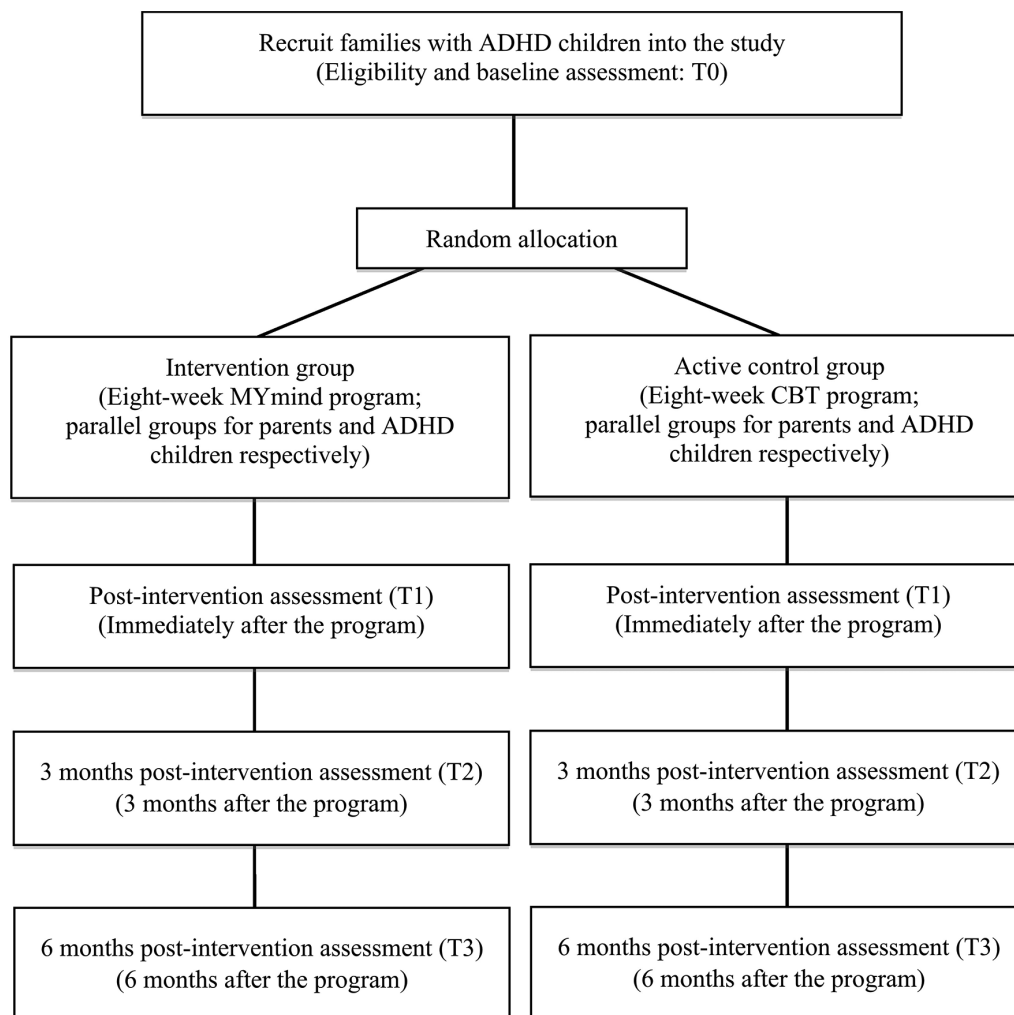 Recruit families with ADHD children into the study
(Eligibility and baseline assessment: T0)
Random allocation
Intervention group
(Eight-week MYmind program;
parallel groups for parents and ADHD
children respectively)
Active control group
(Eight-week CBT program;
parallel groups for parents and ADHD
children respectively)
Post-intervention assessment (T1)
(Immediately after the program)
Post-intervention assessment (T1)
(Immediately after the program)
3 months post-intervention assessment (T2)
(3 months after the program)
3 months post-intervention assessment (T2)
(3 months after the program)
6 months post-intervention assessment (T3)
(6 months after the program)
6 months post-intervention assessment (T3)
(6 months after the program)